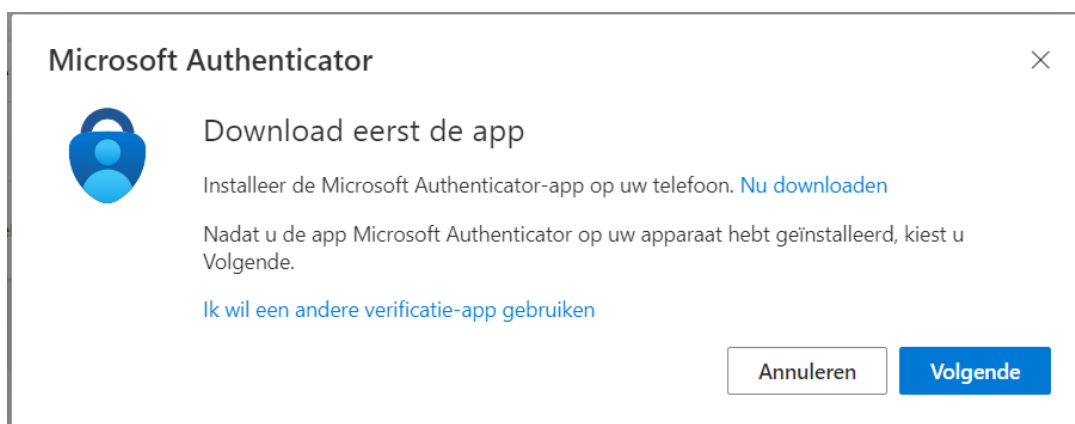 Microsoft Authenticator
Download eerst de app
Installeer de Microsoft Authenticator-app op uw telefoon. Nu downloaden
Nadat u de app Microsoft Authenticator op uw apparaat hebt geïnstalleerd, kiest u
Volgende.
Ik wil een andere verificatie-app gebruiken
Annuleren
Volgende